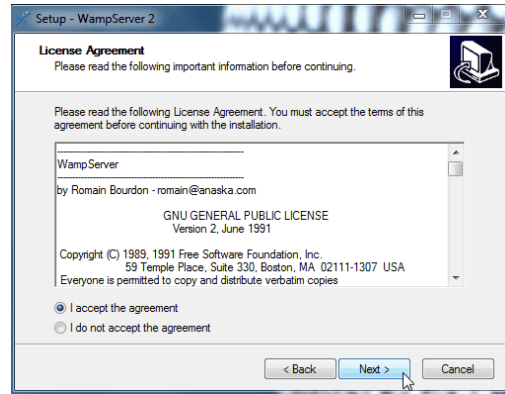 Setup - WampServer 2
License Agreement
Please read the following important information before continuing.
Please read the following License Agreement. You must accept the terms of this
agreement before continuing with the installation.
------------------------------------------------------------
WampServer
------------------------------------------------------------
by Romain Bourdon - romain@anaska.com
GNU GENERAL PUBLIC LICENSE
Version 2, June 1991
Copyright (C) 1989, 1991 Free Software Foundation, Inc.
59 Temple Place, Suite 330, Boston, MA 02111-1307 USA
Everyone is permitted to copy and distribute verbatim copies
I accept the agreement
I do not accept the agreement
< Back Next > Cancel